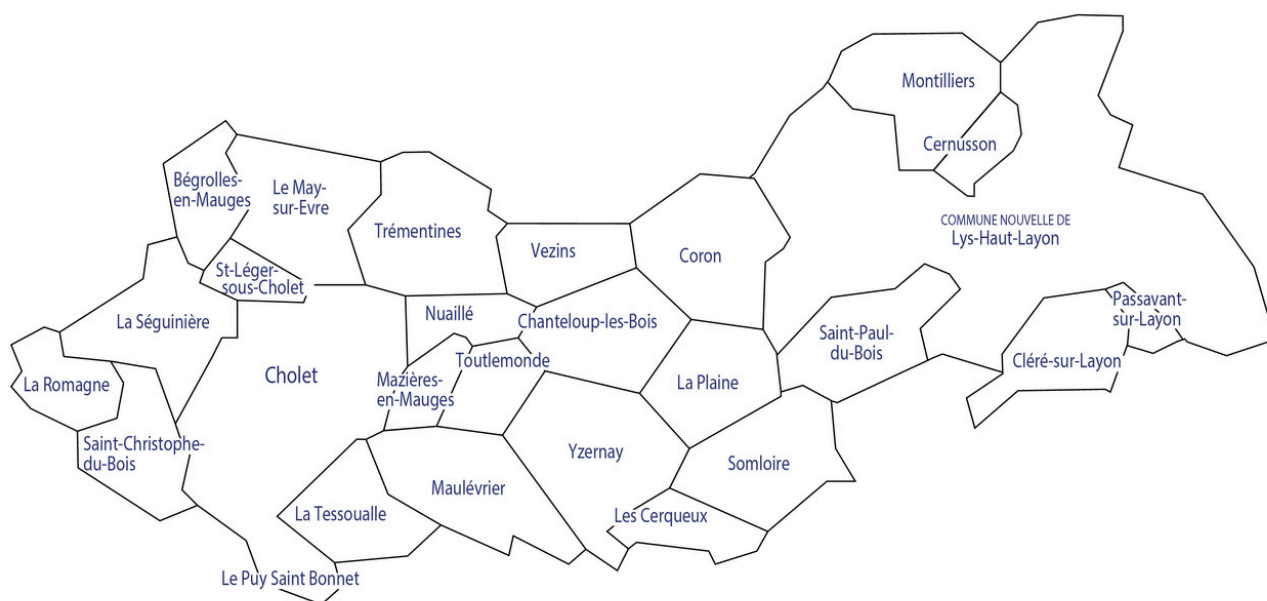 Montilliers
Cernusson
Bégrolles-
en-Mauges
Le May-
sur-Evre
Trémentines
Vezins
Coron
COMMUNE NOUVELLE DE
Lys-Haut-Layon
St-Léger-
sous-Cholet
La Séguinière
Nuaillé
Chanteloup-les-Bois
Saint-Paul-
du-Bois
Passavant-
sur-Layon
Cléré-sur-Layon
La Romagne
Cholet
Mazières-
en-Mauges
Toutlemonde
La Plaine
Saint-Christophe-
du-Bois
Yzernay
Somloire
Maulévrier
La Tessoualle
Les Cerqueux
Le Puy Saint Bonnet